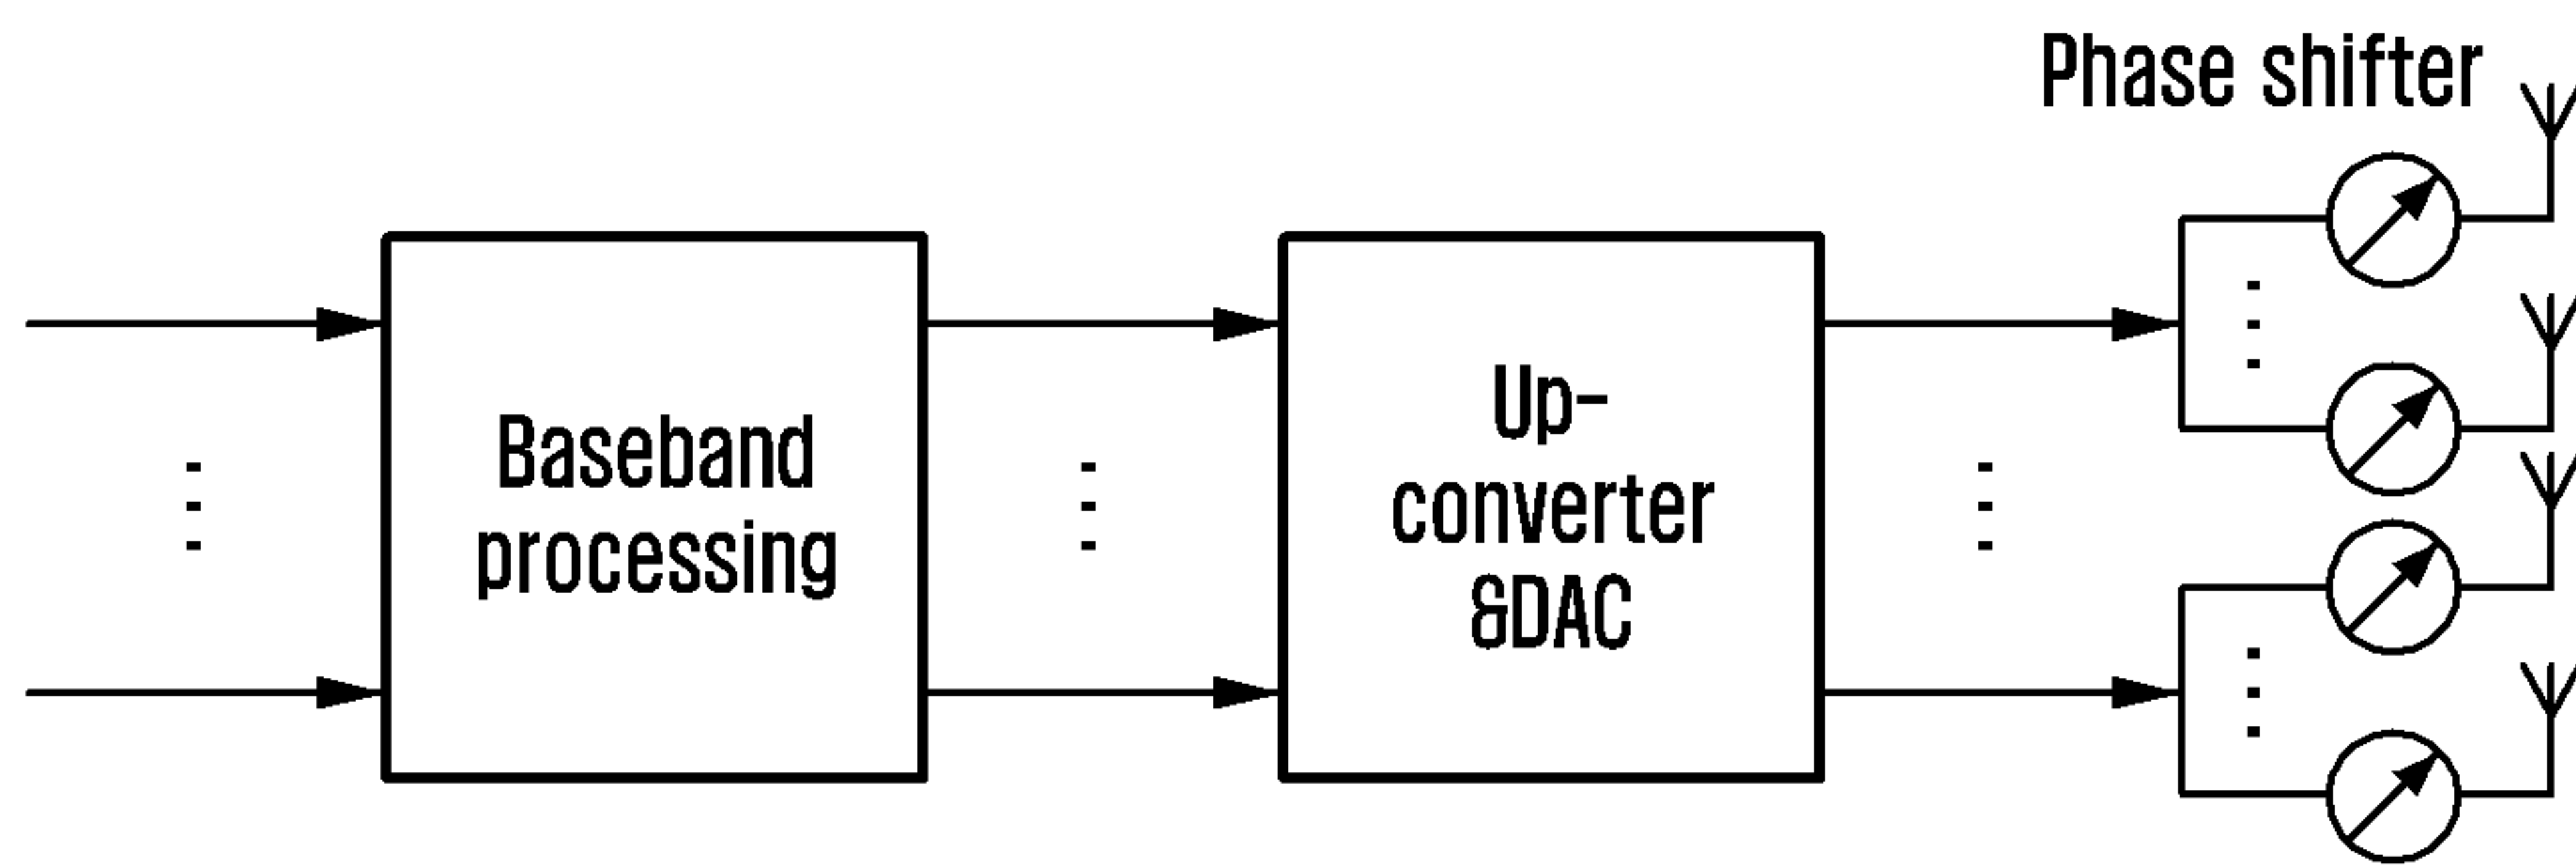 Phase shifter
Baseband
processing
Up-
converter
&DAC